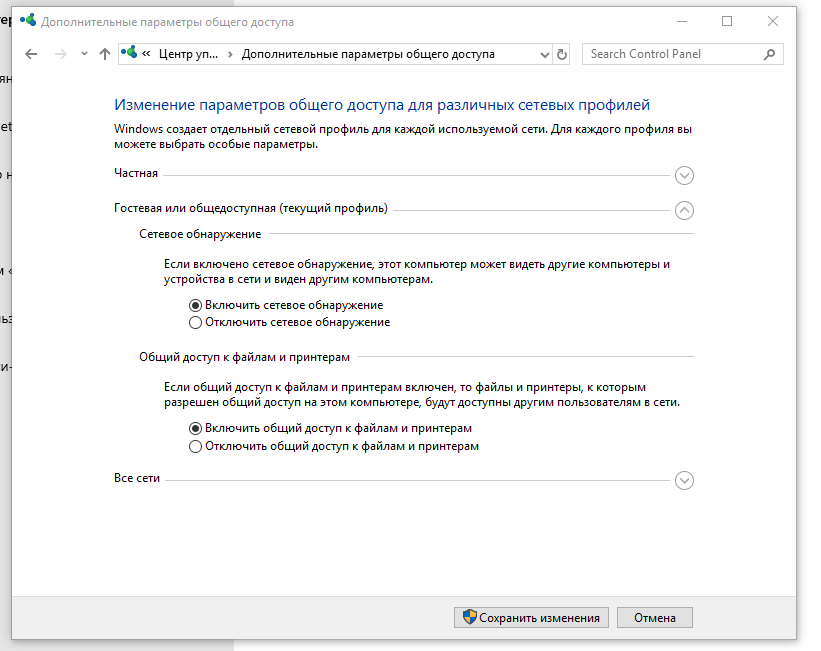 Дополнительные параметры общего доступа
« Центр уп... › Дополнительные параметры общего доступа
Search Control Panel
Изменение параметров общего доступа для различных сетевых профилей
Windows создает отдельный сетевой профиль для каждой используемой сети. Для каждого профиля вы
можете выбрать особые параметры.
Частная
Гостевая или общедоступная (текущий профиль)
Сетевое обнаружение
Если включено сетевое обнаружение, этот компьютер может видеть другие компьютеры и
устройства в сети и виден другим компьютерам.
Включить сетевое обнаружение
Отключить сетевое обнаружение
Общий доступ к файлам и принтерам
Если общий доступ к файлам и принтерам включен, то файлы и принтеры, к которым
разрешен общий доступ на этом компьютере, будут доступны другим пользователям в сети.
Включить общий доступ к файлам и принтерам
Отключить общий доступ к файлам и принтерам
Все сети
Сохранить изменения
Отмена